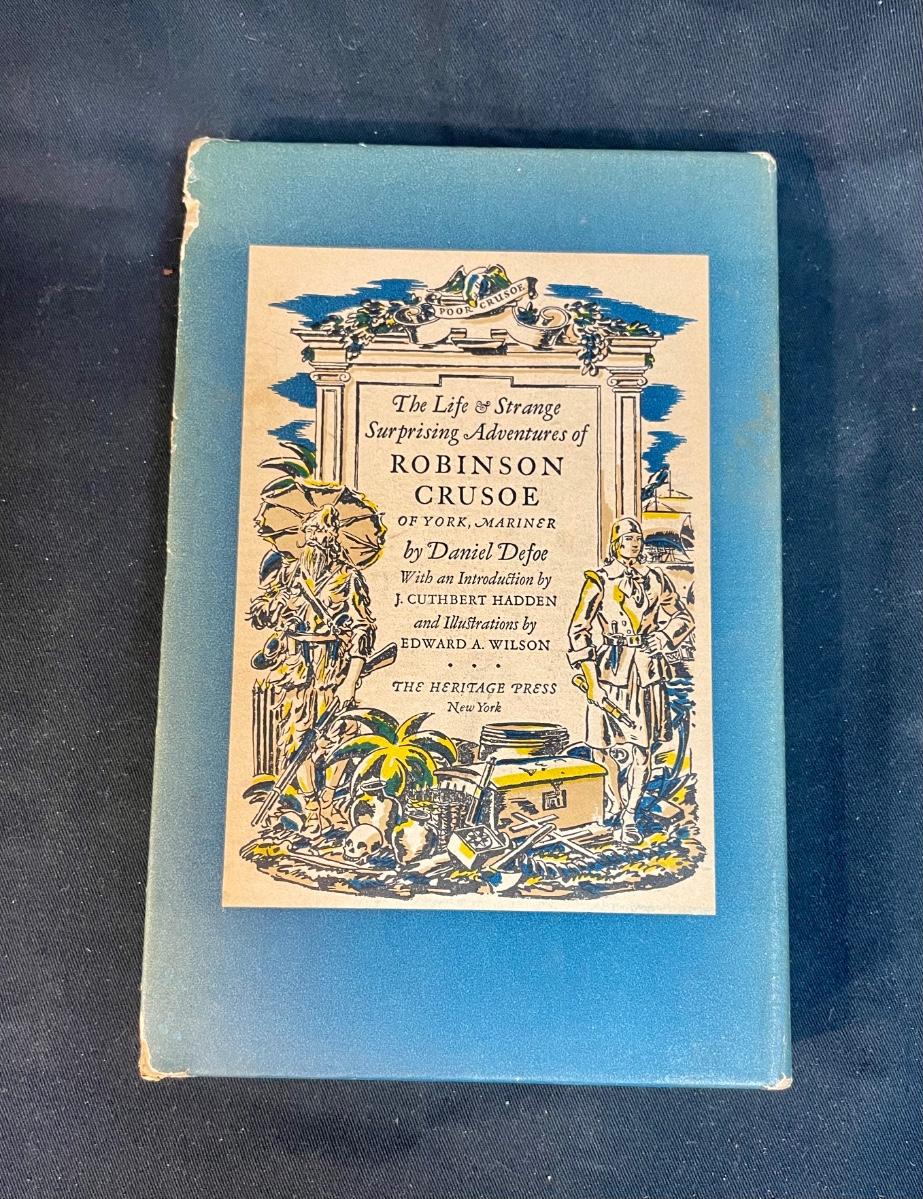 POOR CRUSOE
The Life & Strange
Surprising Adventures of
ROBINSON
CRUSOE
OF YORK, MARINER
by Daniel Defoe
With an Introduction by
J. CUTHBERT HADDEN
and Illustrations by
EDWARD A. WILSON
• • •
THE HERITAGE PRESS
New York